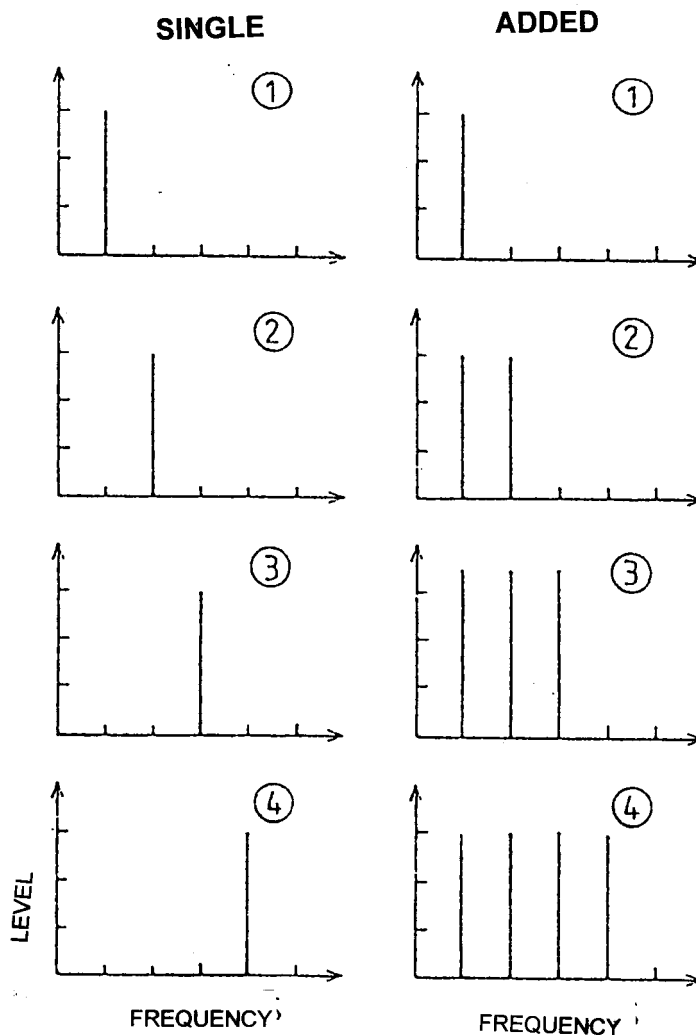 SINGLE ADDED
① ①
② ②
③ ③
④ ④
LEVEL
FREQUENCY FREQUENCY